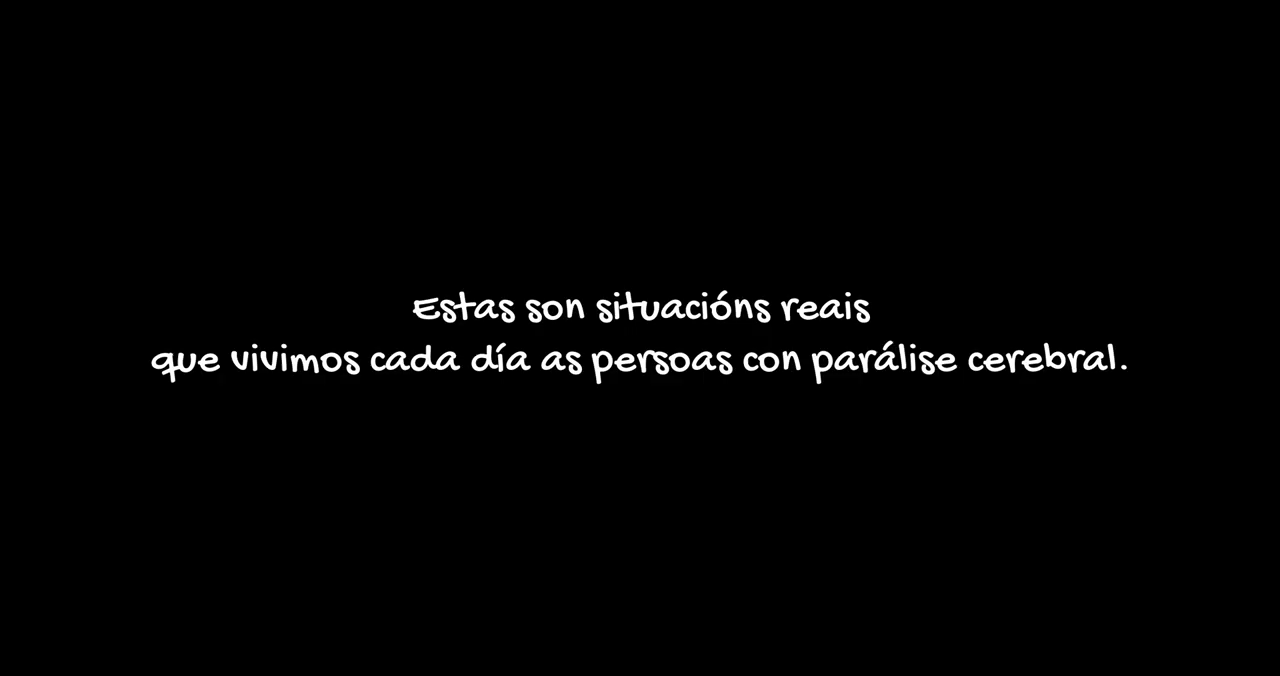 Estas son situacións reais
que vivimos cada día as persoas con parálise cerebral.